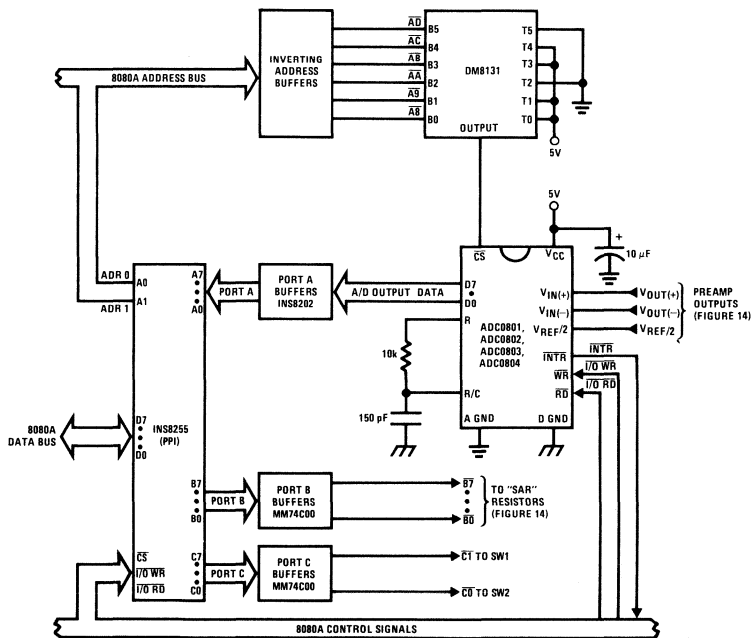 8080A ADDRESS BUS
INVERTING
ADDRESS
BUFFERS
AD
AC
AB
AA
A9
A8
B5
B4
B3
B2
B1
B0
DM8131
OUTPUT
T5
T4
T3
T2
T1
T0
5V
5V
ADR 0
ADR 1
A0
A1
A7
A0
PORT A
PORT A
BUFFERS
INS8202
A/D OUTPUT DATA
CS
VCC
+
10 µF
D7
D0
R
10k
R/C
150 pF
ADC0801,
ADC0802,
ADC0803,
ADC0804
VIN(+)
VIN(−)
VREF/2
INTR
WR
RD
A GND
D GND
VOUT(+)
VOUT(−)
VREF/2
PREAMP
OUTPUTS
(FIGURE 14)
INTR
I/O WR
I/O RD
8080A
DATA BUS
D7
D0
INS8255
(PPI)
B7
B0
PORT B
PORT B
BUFFERS
MM74C00
B7
B0
TO "SAR"
RESISTORS
(FIGURE 14)
CS
I/O WR
I/O RD
C7
C0
PORT C
PORT C
BUFFERS
MM74C00
C1 TO SW1
C0 TO SW2
8080A CONTROL SIGNALS